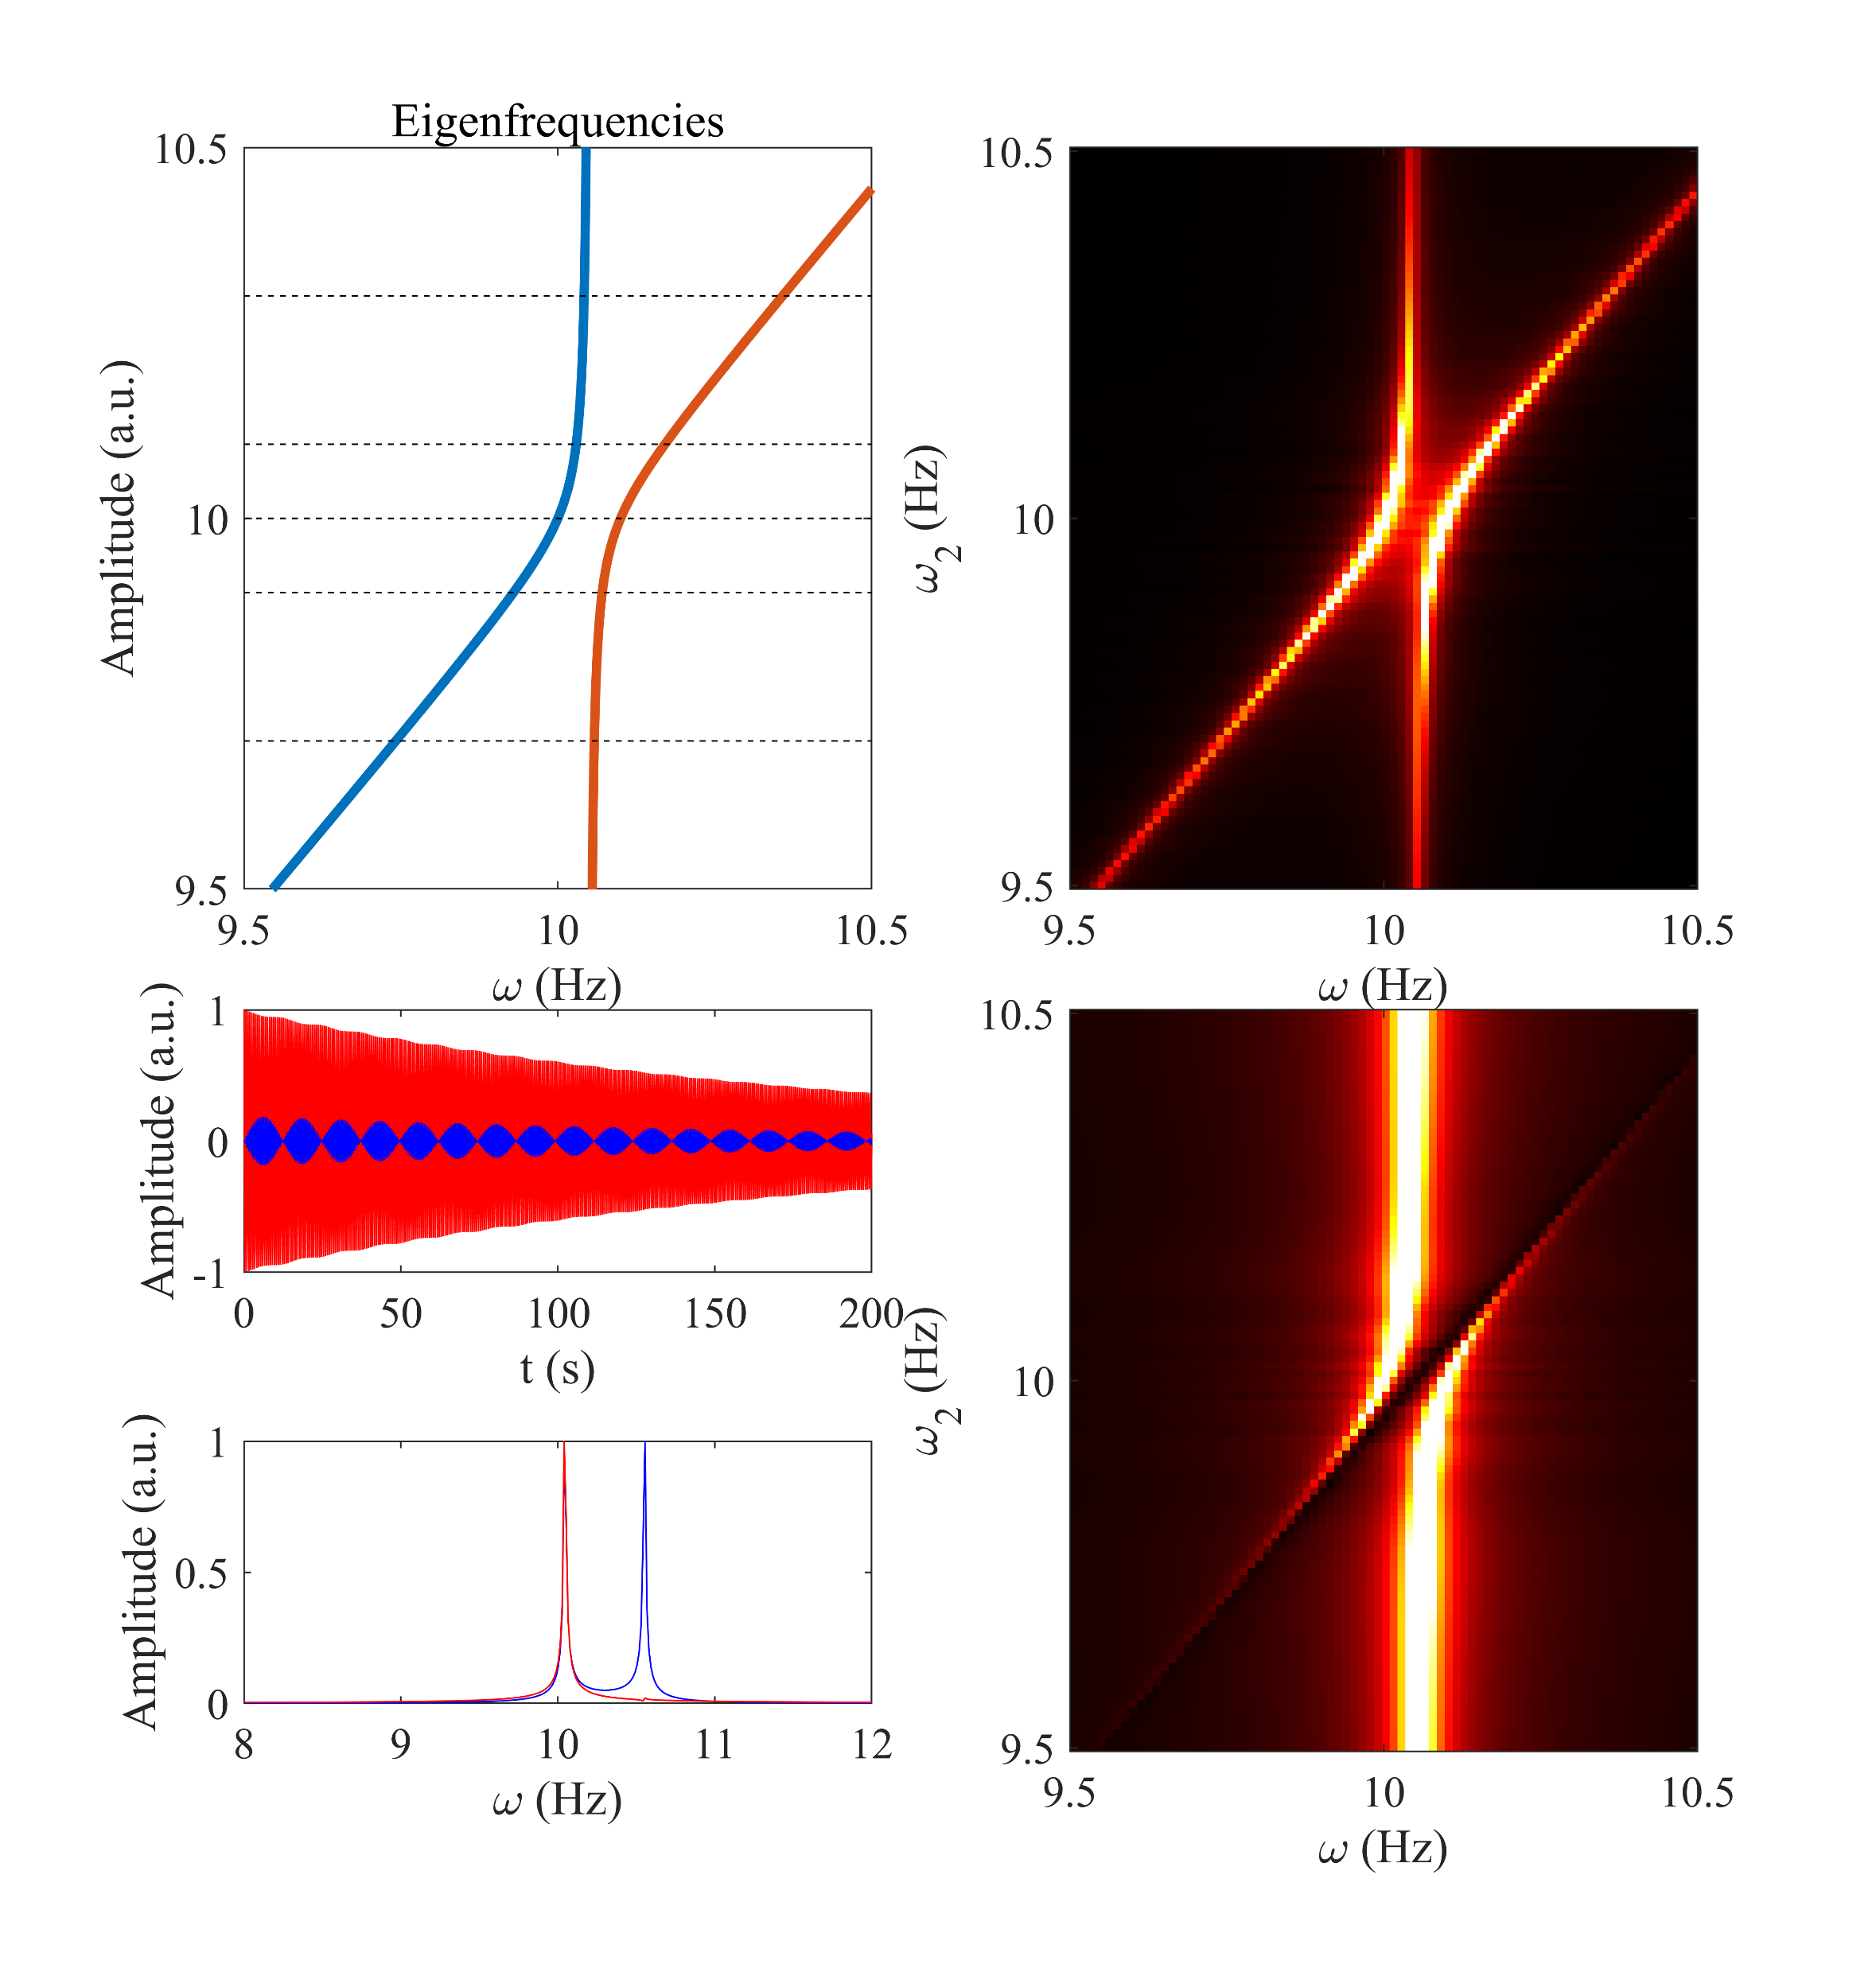 Eigenfrequencies
10.5
10
9.5
Amplitude (a.u.)
9.5 10 10.5
ω (Hz)
10.5
10
9.5
ω2 (Hz)
9.5 10 10.5
ω (Hz)
1
0
-1
Amplitude (a.u.)
0 50 100 150 200
t (s)
1
0.5
0
Amplitude (a.u.)
8 9 10 11 12
ω (Hz)
10.5
10
9.5
ω2 (Hz)
9.5 10 10.5
ω (Hz)